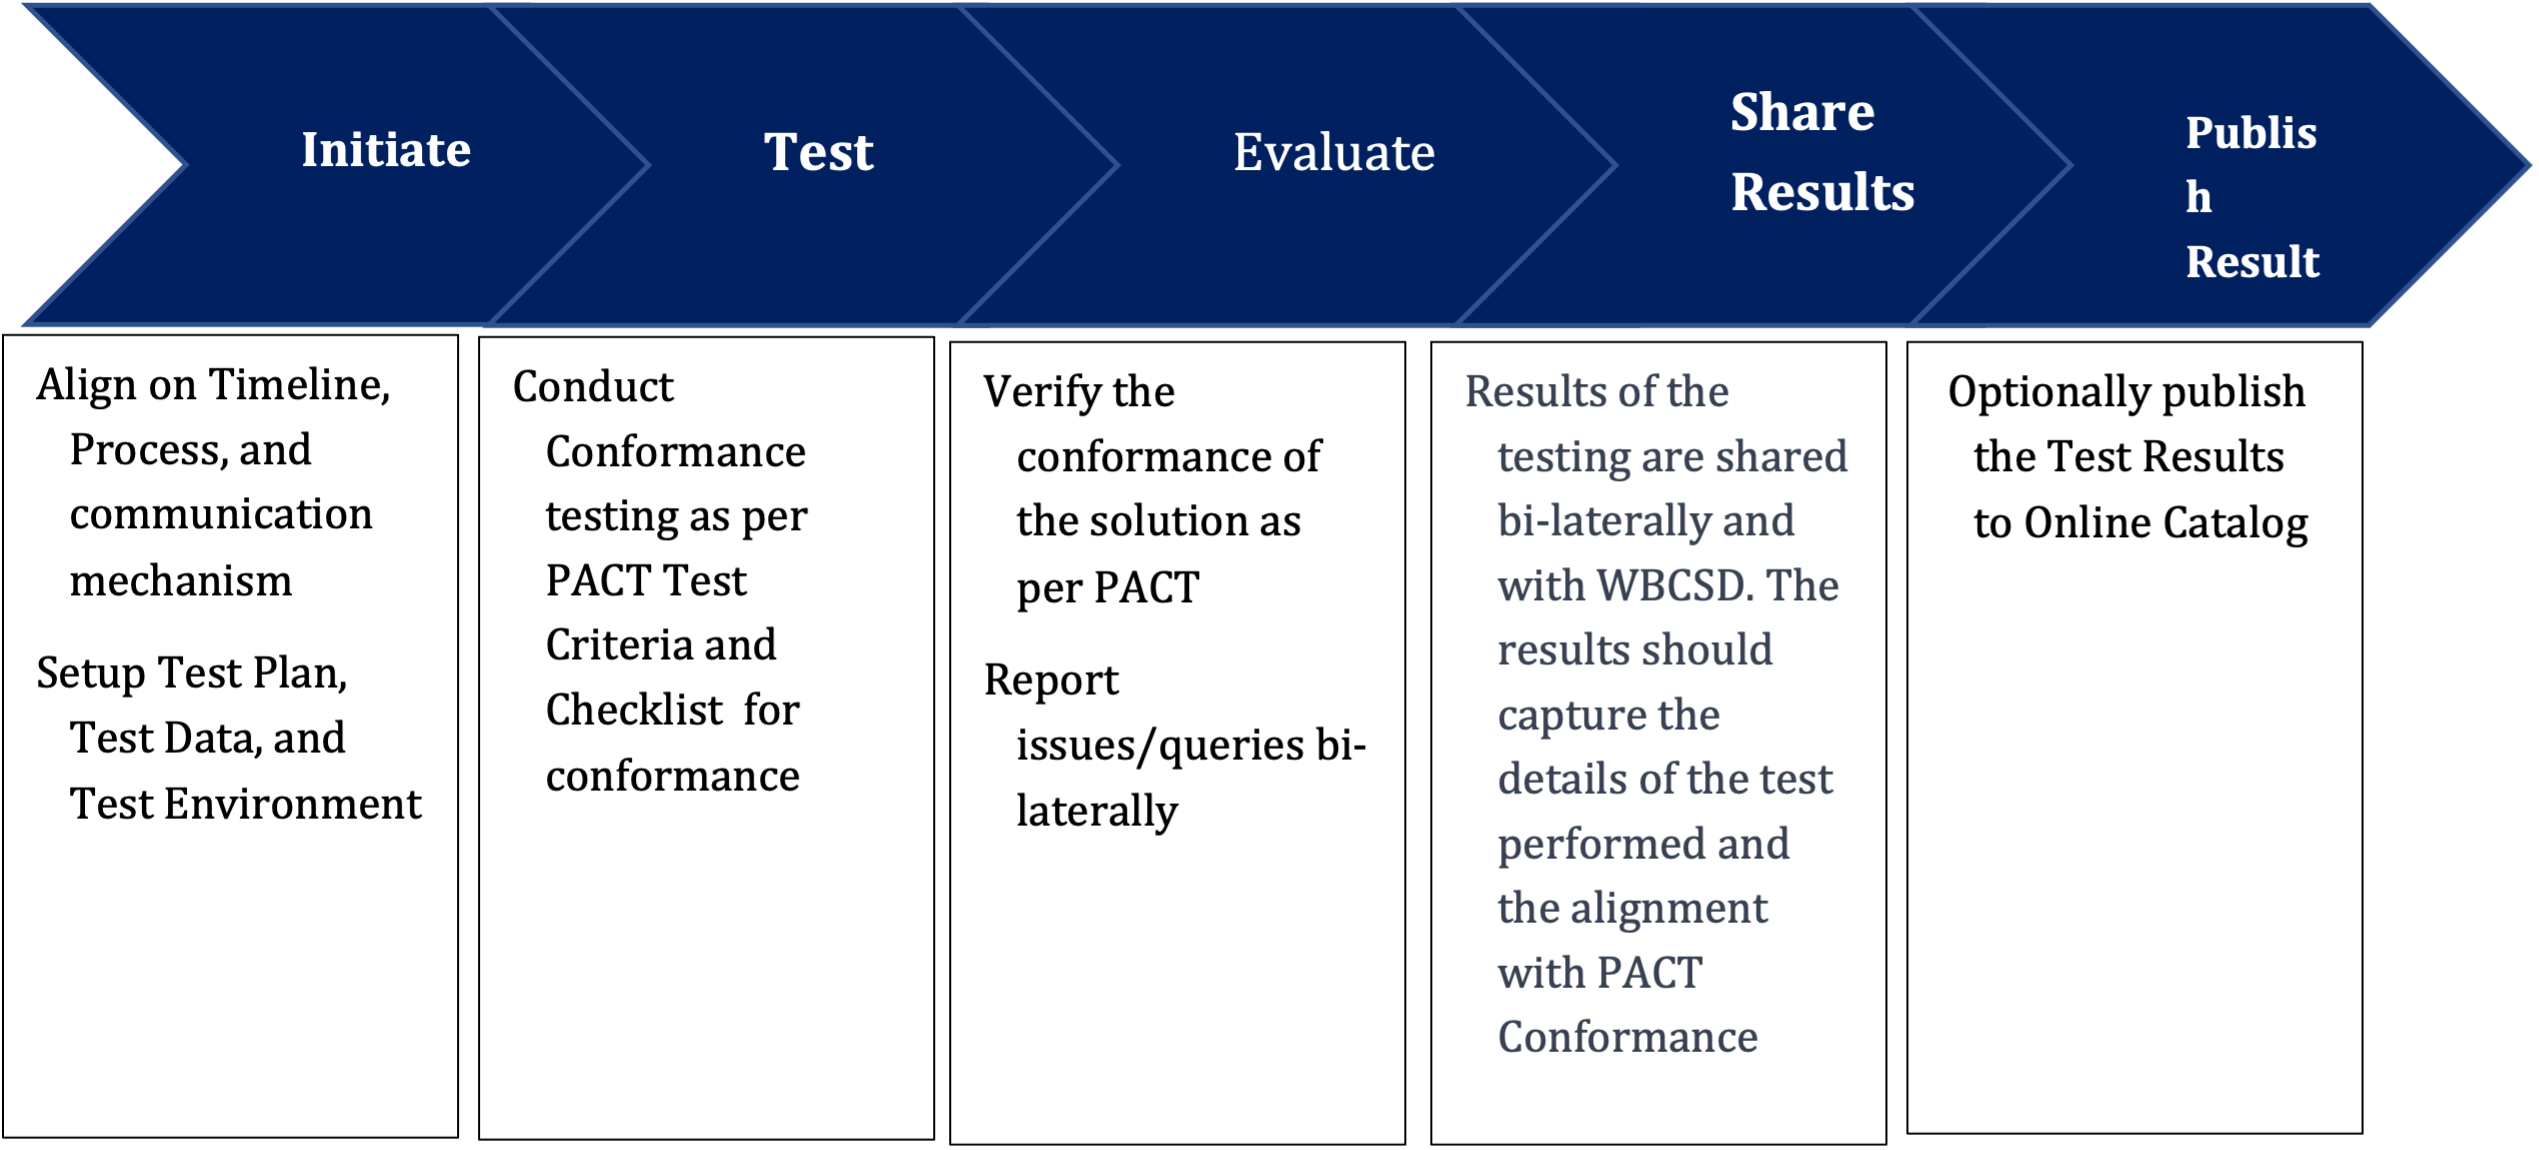 Initiate
Test
Evaluate
Share
Results
Publis
h
Result
Align on Timeline,
Process, and
communication
mechanism
Setup Test Plan,
Test Data, and
Test Environment
Conduct
Conformance
testing as per
PACT Test
Criteria and
Checklist  for
conformance
Verify the
conformance of
the solution as
per PACT
Report
issues/queries bi-
laterally
Results of the
testing are shared
bi-laterally and
with WBCSD. The
results should
capture the
details of the test
performed and
the alignment
with PACT
Conformance
Optionally publish
the Test Results
to Online Catalog